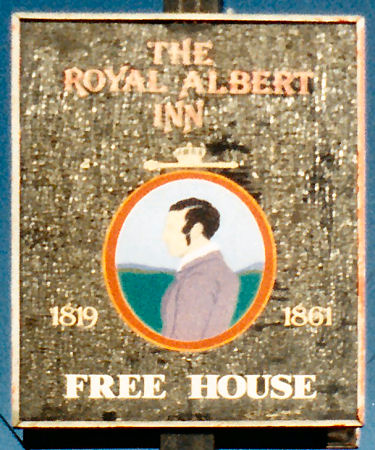 THE
ROYAL ALBERT
INN
1819 1861
FREE HOUSE